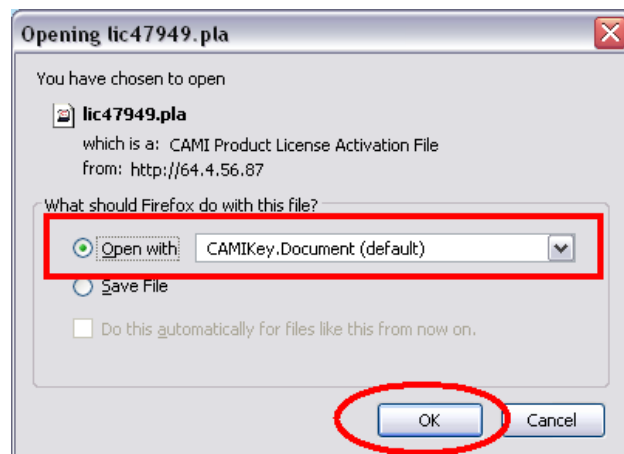 Opening lic47949.pla
You have chosen to open
lic47949.pla
which is a: CAMI Product License Activation File
from: http://64.4.56.87
What should Firefox do with this file?
Open with CAMIKey.Document (default)
Save File
Do this automatically for files like this from now on.
OK Cancel